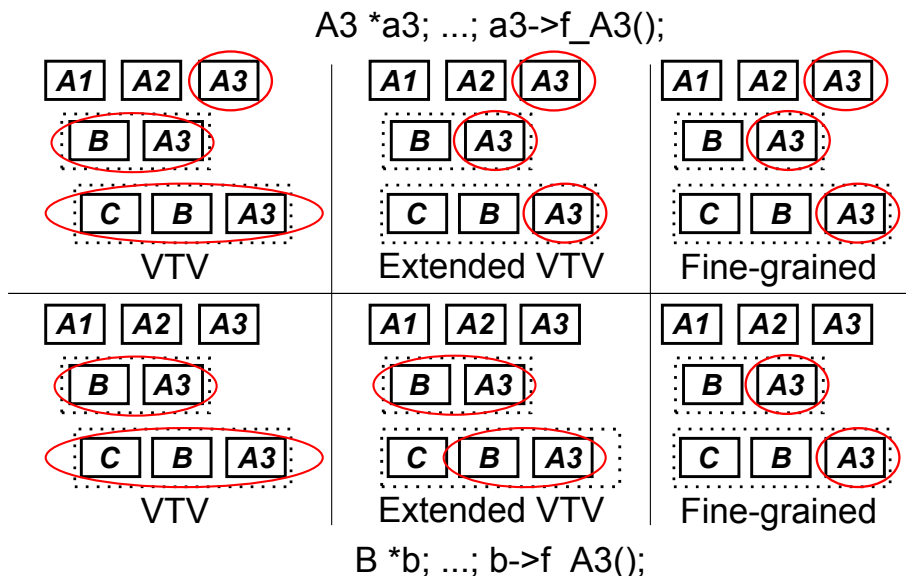 A3 *a3; ...; a3->f_A3();
A1 A2 A3 A1 A2 A3 A1 A2 A3
B A3 B A3 B A3
C B A3 C B A3 C B A3
VTV Extended VTV Fine-grained
A1 A2 A3 A1 A2 A3 A1 A2 A3
B A3 B A3 B A3
C B A3 C B A3 C B A3
VTV Extended VTV Fine-grained
B *b; ...; b->f A3();